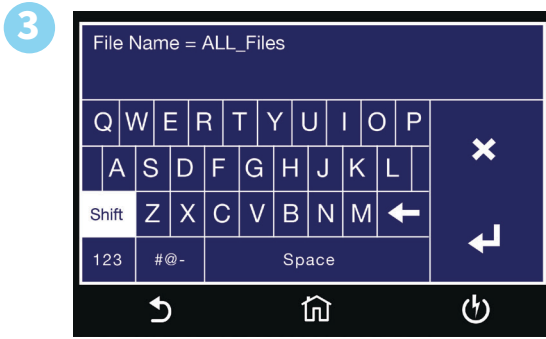 3
File Name = ALL_Files
Q W E R T Y U I O P
A S D F G H J K L
Shift Z X C V B N M
123 #@- Space